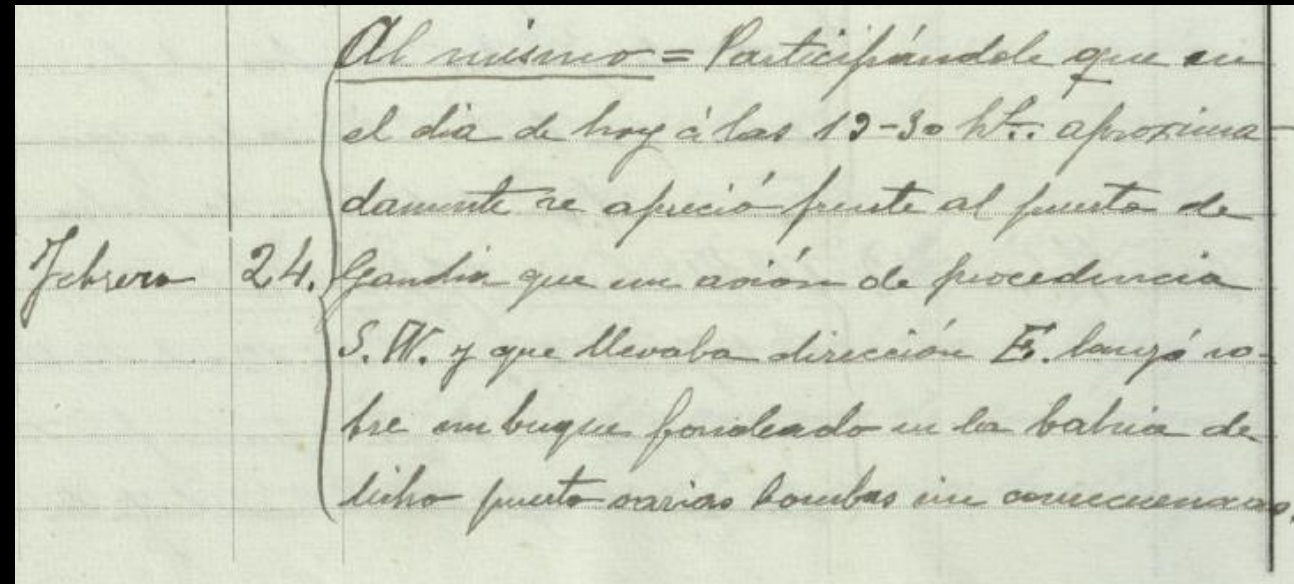 Al mismo = Participándole que en
el dia de hoy á las 13-30 hs. aproxima-
damente se apreció frente al puerto de
Febrero 24. Gandia que un avión de procedencia
S.W. y que llevaba dirección E. lanzó so-
bre un buque fondeado en la bahia de
dicho puerto varias bombas sin consecuencias.